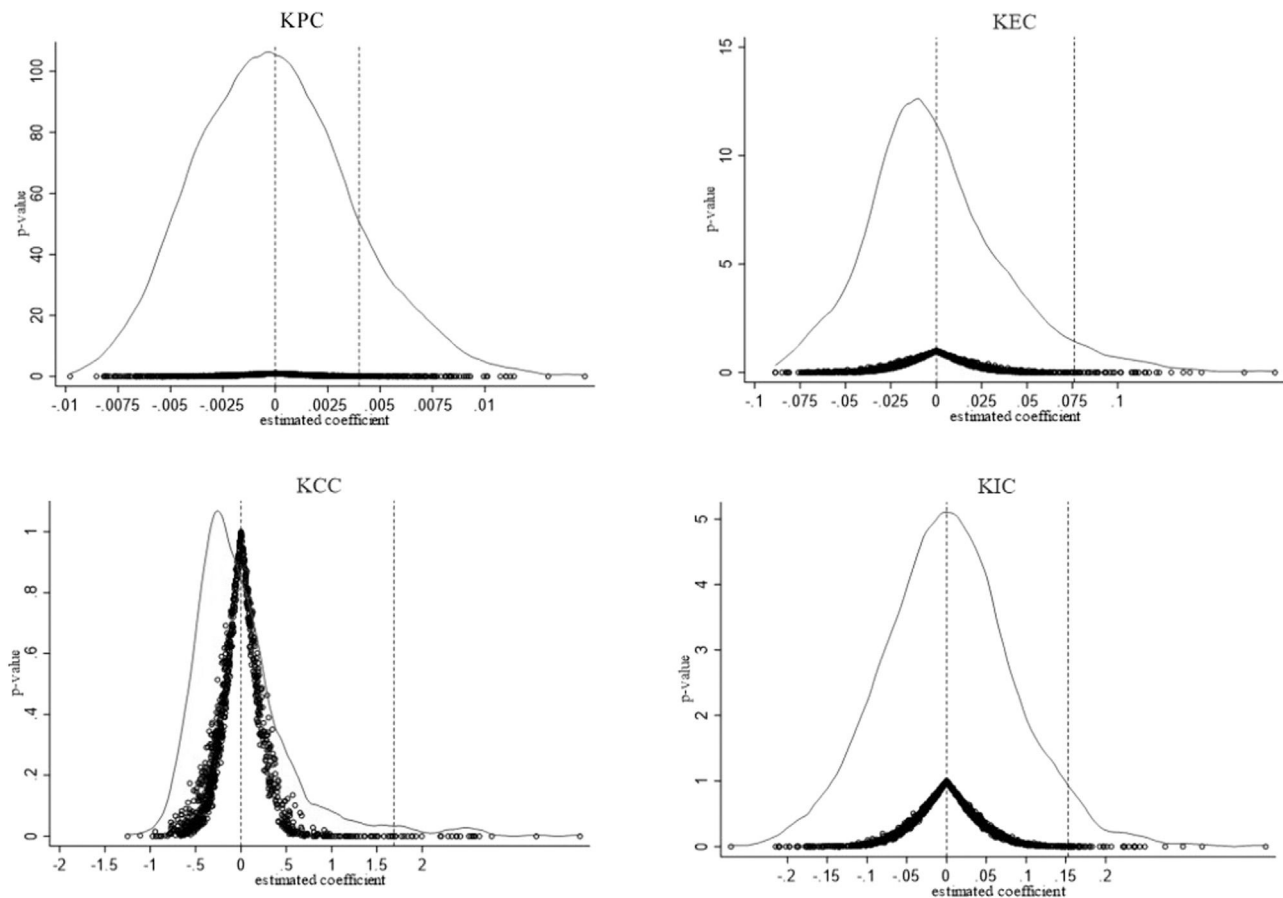 KPC
100
80
60
40
20
0
p-value
-.01 -.0075 -.005 -.0025 0 .0025 .005 .0075 .01
estimated coefficient
KEC
15
10
5
0
p-value
-.1 -.075 -.05 -.025 0 .025 .05 .075 .1
estimated coefficient
KCC
1
.8
.6
.4
.2
0
p-value
-2 -1.5 -1 -.5 0 .5 1 1.5 2
estimated coefficient
KIC
5
4
3
2
1
0
p-value
-.2 -.15 -.1 -.05 0 .05 .1 .15 .2
estimated coefficient